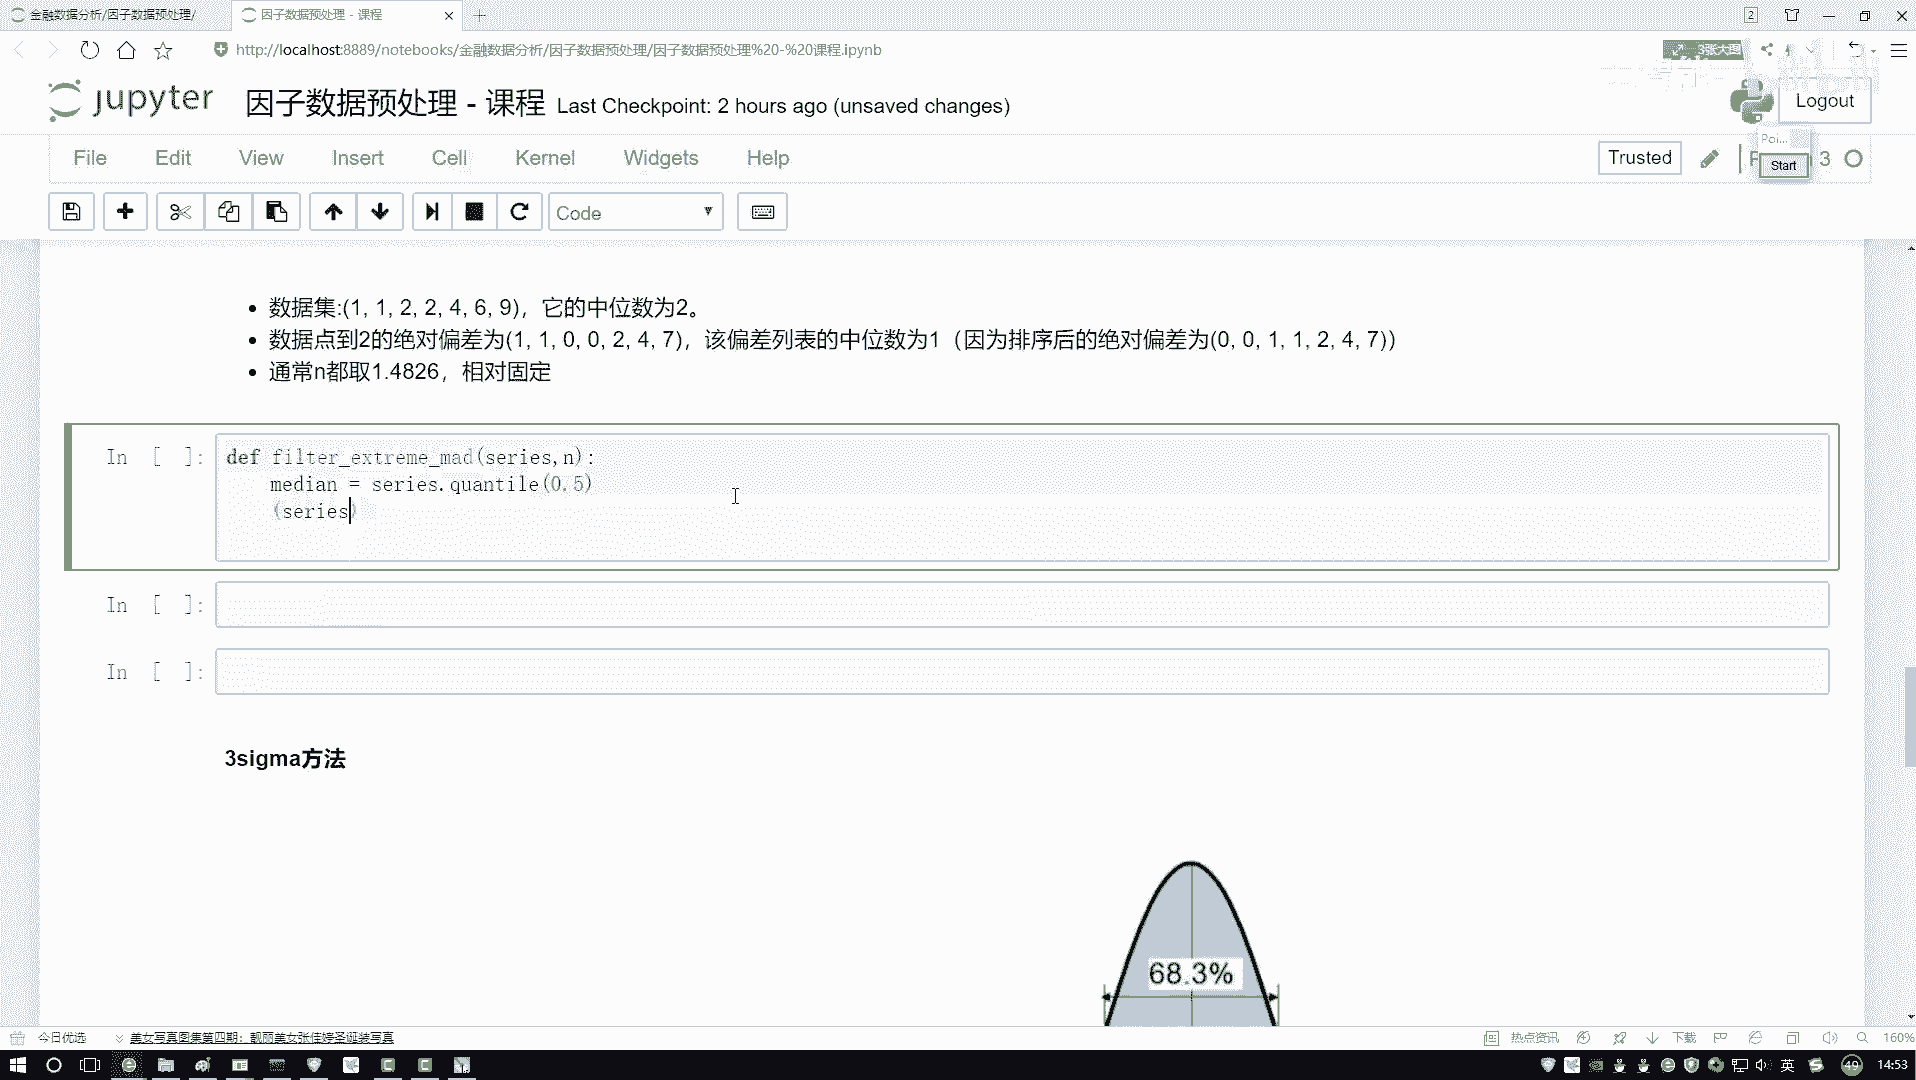 金融数据分析/因子数据预处理/
因子数据预处理 - 课程
2
http://localhost:8889/notebooks/金融数据分析/因子数据预处理/因子数据预处理%20-%20课程.ipynb
3张大图
jupyter
因子数据预处理 - 课程 Last Checkpoint: 2 hours ago (unsaved changes)
Logout
File Edit View Insert Cell Kernel Widgets Help
Trusted
Poi...
Start
3
Code
数据集:(1, 1, 2, 2, 4, 6, 9)，它的中位数为2。
数据点到2的绝对偏差为(1, 1, 0, 0, 2, 4, 7)，该偏差列表的中位数为1（因为排序后的绝对偏差为(0, 0, 1, 1, 2, 4, 7)）
通常n都取1.4826，相对固定
In [ ]: def filter_extreme_mad(series,n):
median = series.quantile(0.5)
(series)
In [ ]:
In [ ]:
3sigma方法
68.3%
今日优选
美女写真图集第四期：靓丽美女张佳婷圣诞装写真
热点资讯
下载
160%
英
49
14:53